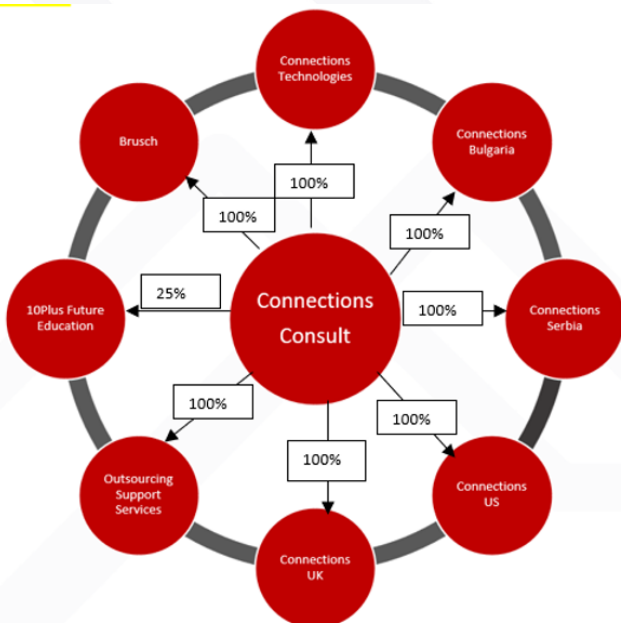 Connections
Technologies
Brusch
Connections
Bulgaria
100%
100%
100%
10Plus Future
Education
25%
Connections
Consult
100%
Connections
Serbia
100%
100%
100%
Outsourcing
Support
Services
Connections
US
Connections
UK